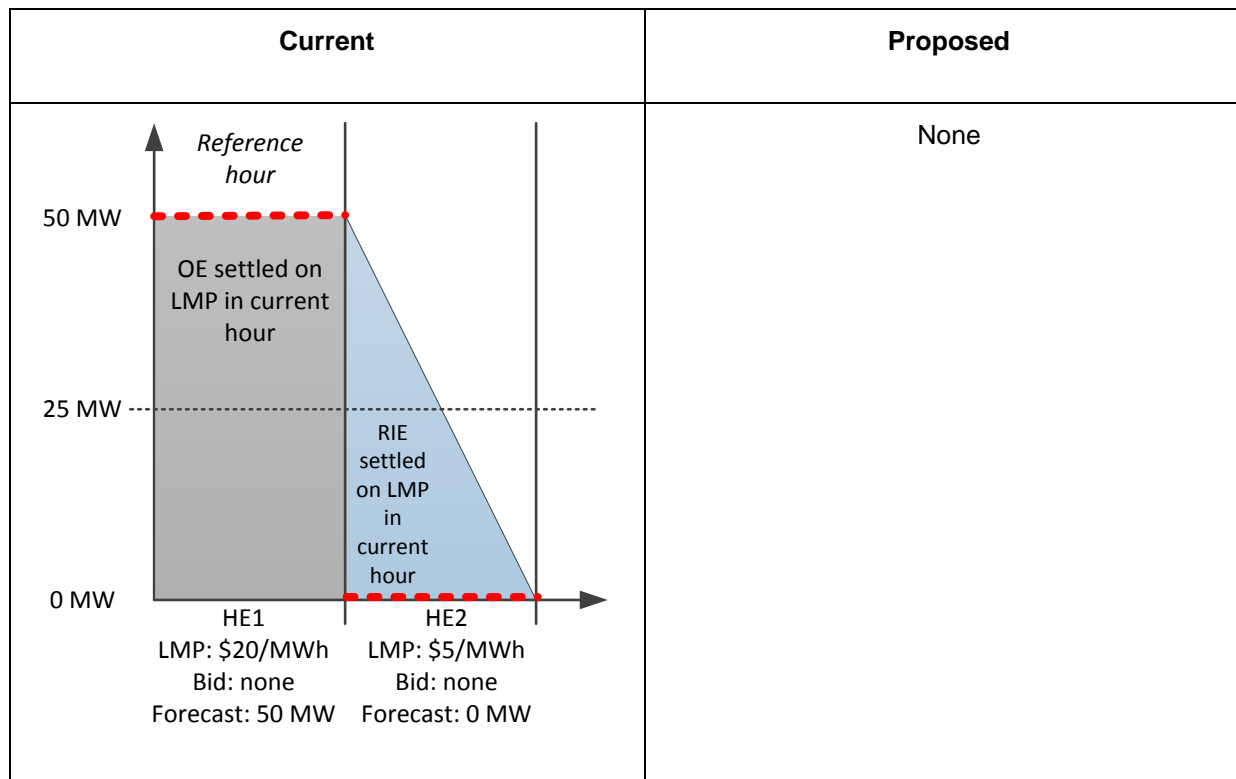 Current
Proposed
None
Reference
hour
50 MW
OE settled on
LMP in current
hour
25 MW
RIE
settled
on LMP
in
current
hour
0 MW
HE1
LMP: $20/MWh
Bid: none
Forecast: 50 MW
HE2
LMP: $5/MWh
Bid: none
Forecast: 0 MW